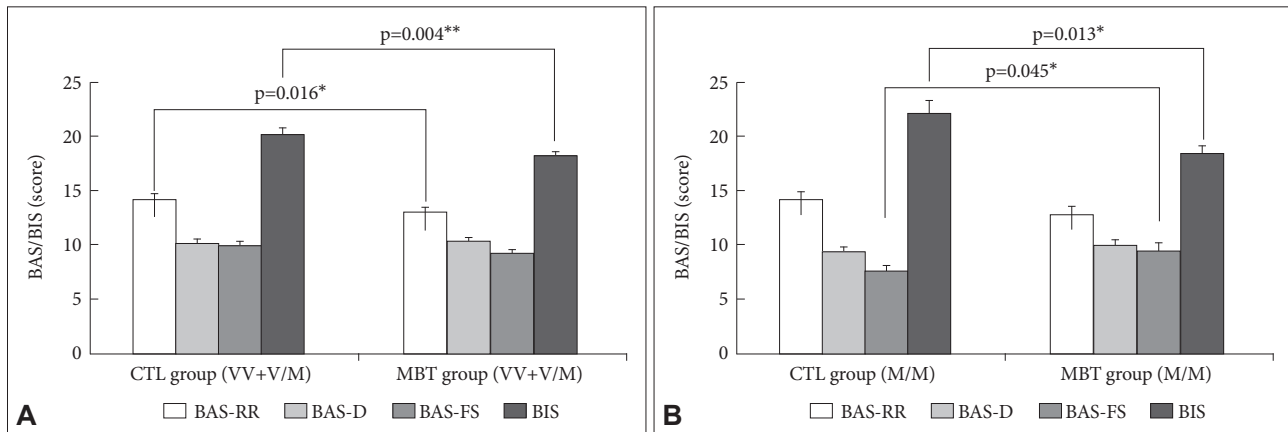 p=0.004**
p=0.016*
25
20
15
10
5
0
BAS/BIS (score)
CTL group (VV+V/M)
MBT group (VV+V/M)
A
BAS-RR
BAS-D
BAS-FS
BIS
p=0.013*
p=0.045*
25
20
15
10
5
0
BAS/BIS (score)
CTL group (M/M)
MBT group (M/M)
B
BAS-RR
BAS-D
BAS-FS
BIS